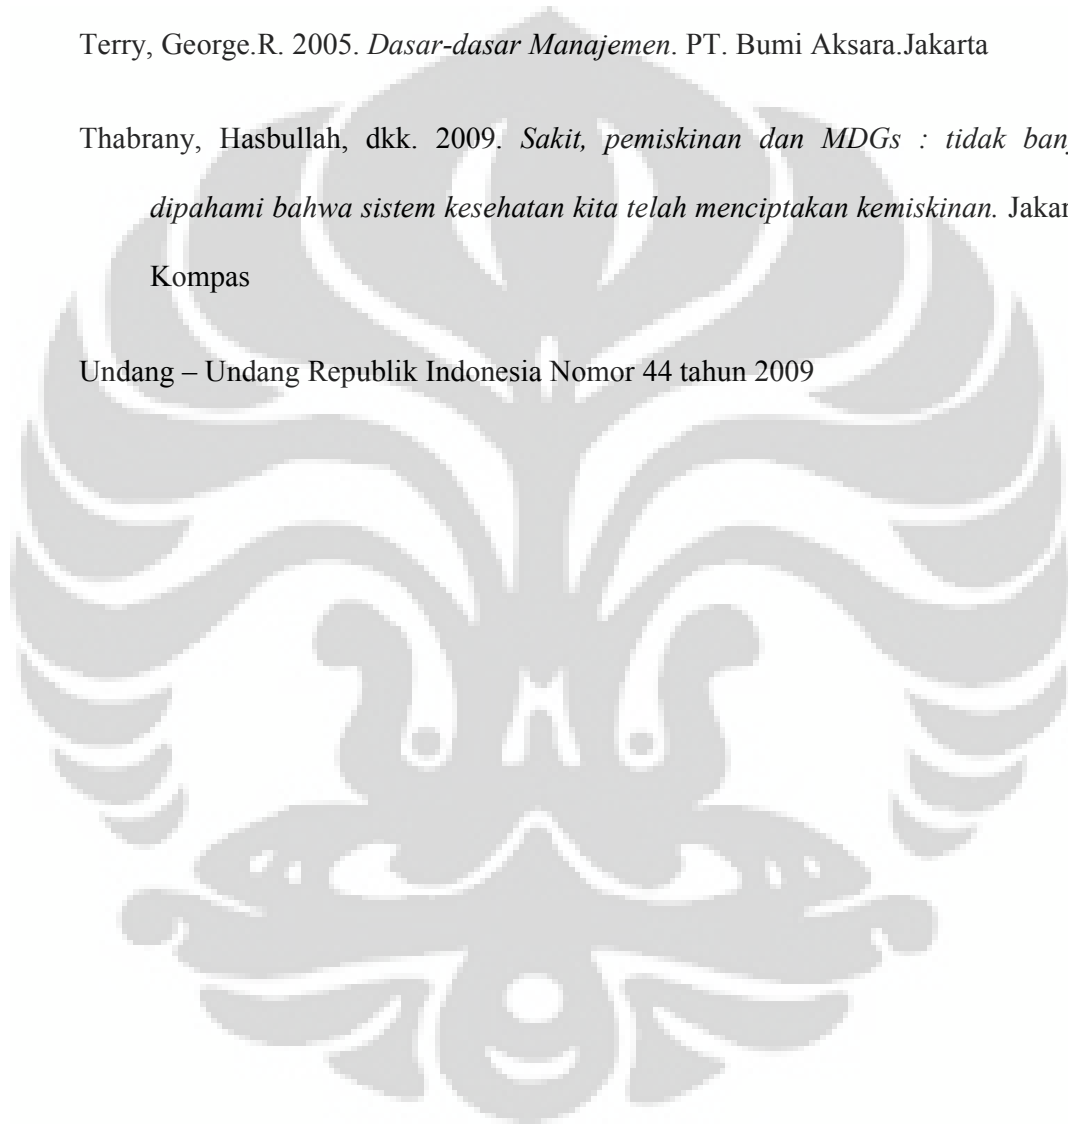 Terry, George.R. 2005. Dasar-dasar Manajemen. PT. Bumi Aksara.Jakarta
Thabrany, Hasbullah, dkk. 2009. Sakit, pemiskinan dan MDGs : tidak
dipahami bahwa sistem kesehatan kita telah menciptakan kemiskinan.
Kompas
Undang – Undang Republik Indonesia Nomor 44 tahun 2009